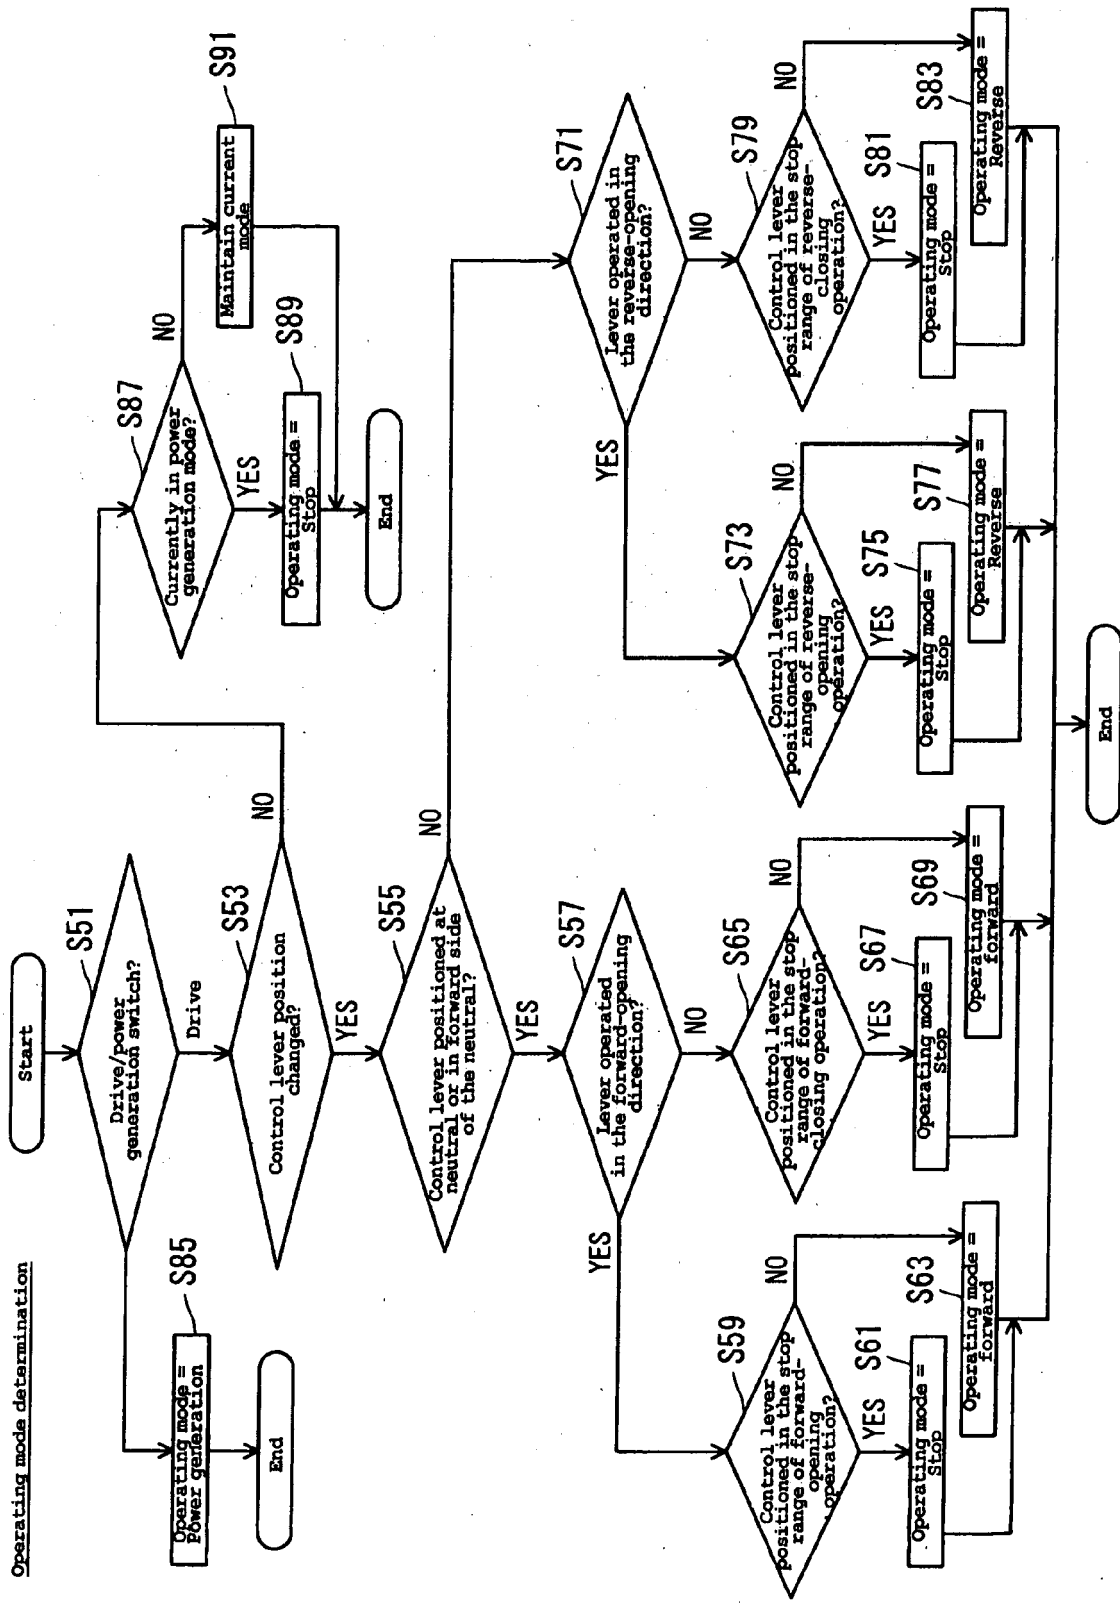 Operating mode determination
Start
S51
Drive/power
generation switch?
Drive
S85
Operating mode =
Power generation
End
S53
Control lever position
changed?
NO
YES
S87
Currently in power
generation mode?
NO
YES
S91
Maintain current
mode
S89
Operating mode =
Stop
End
S55
Control lever positioned at
neutral or in forward side
of the neutral?
NO
YES
S57
Lever operated
in the forward-opening
direction?
YES
NO
S71
Lever operated in
the reverse-opening
direction?
YES
NO
S59
Control lever
positioned in the stop
range of forward-
opening
operation?
NO
YES
S61
Operating mode =
Stop
S63
Operating mode =
forward
S65
Control lever
positioned in the stop
range of forward-
closing operation?
NO
YES
S67
Operating mode =
Stop
S69
Operating mode =
forward
S73
Control lever
positioned in the stop
range of reverse-
opening
operation?
NO
YES
S75
Operating mode =
Stop
S77
Operating mode =
Reverse
S79
Control lever
positioned in the stop
range of reverse-
closing
operation?
NO
YES
S81
Operating mode =
Stop
S83
Operating mode =
Reverse
End